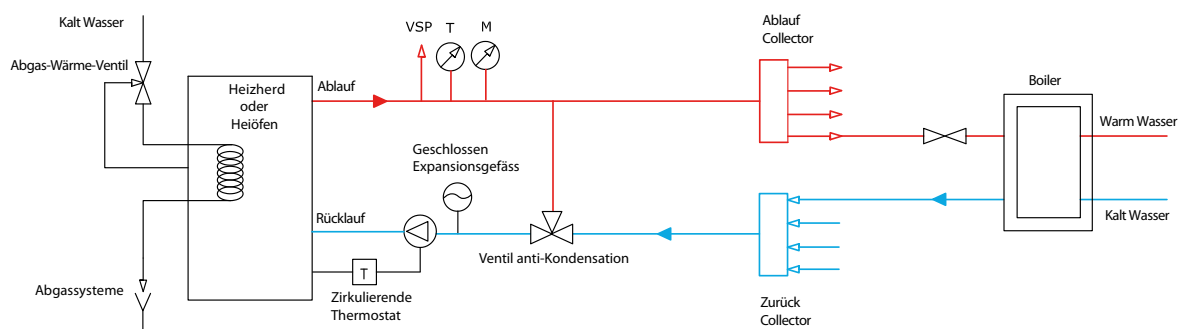 Kalt Wasser
Abgas-Wärme-Ventil
Abgassysteme
Heizherd
oder
Heiöfen
Ablauf
VSP
T
M
Geschlossen
Expansionsgefäss
Rücklauf
T
Zirkulierende
Thermostat
Ventil anti-Kondensation
Ablauf
Collector
Zurück
Collector
Boiler
Warm Wasser
Kalt Wasser